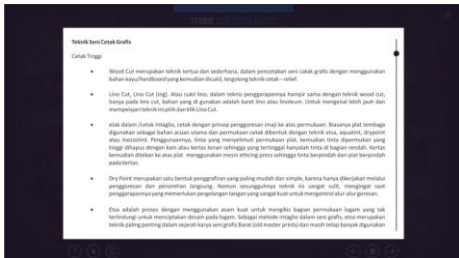 Teknik Seni Cetak Grafis
Cetak Tinggi
Wood Cut merupakan teknik tertua dan sederhana, dalam pencetakan seni catak grafis dengan menggunakan
bahan kayu/hardboard yang kemudian dicukil, tergolong teknik cetak – relief.
Lino Cut, Lino Cut (ing). Atau cukil lino, dalam teknis penggarapannya hampir sama dengan teknik wood cut,
hanya pada lino cut, bahan yang di gunakan adalah karet lino atau linoleum. Untuk mengenal lebih jauh dan
mempelajari teknik ini pilih dan klik Lino Cut.
etak dalam /cetak Intaglio, cetak dengan prinsip penggoresan imaji ke atas permukaan. Biasanya plat tembaga
digunakan sebagai bahan acuan utama dan permukaan cetak dibentuk dengan teknik etsa, aquatint, drypoint
atau mezzotint. Penggunaannya, tinta yang menyelimuti permukaan plat, kemudian tinta dipermukan yang
tinggi dihapus dengan kain atau kertas koran sehingga yang tertinggal hanyalah tinta di bagian rendah. Kertas
kemudian ditekan ke atas plat menggunakan mesin ethcing press sehingga tinta berpindah dari plat berpindah
pada kertas.
Dry Point merupakan satu bentuk penggrafiran yang paling mudah dan simple, karena hanya dikerjakan melalui
penggoresan dan penorehan langsung. Namun sesungguhnya teknik ini sangat sulit, mengingat saat
penggarapannya yang memerlukan pergelangan tangan yang sangat kuat untuk mengontrol alur-alur goresan.
Etsa adalah proses dengan menggunakan asam kuat untuk mengikis bagian permukaan logam yang tak
terlindungi untuk menciptakan desain pada logam. Sebagai metode intaglio dalam seni grafis, etsa merupakan
teknik paling penting dalam sejarah karya seni grafis Barat (old master prints) dan masih tetap banyak digunakan